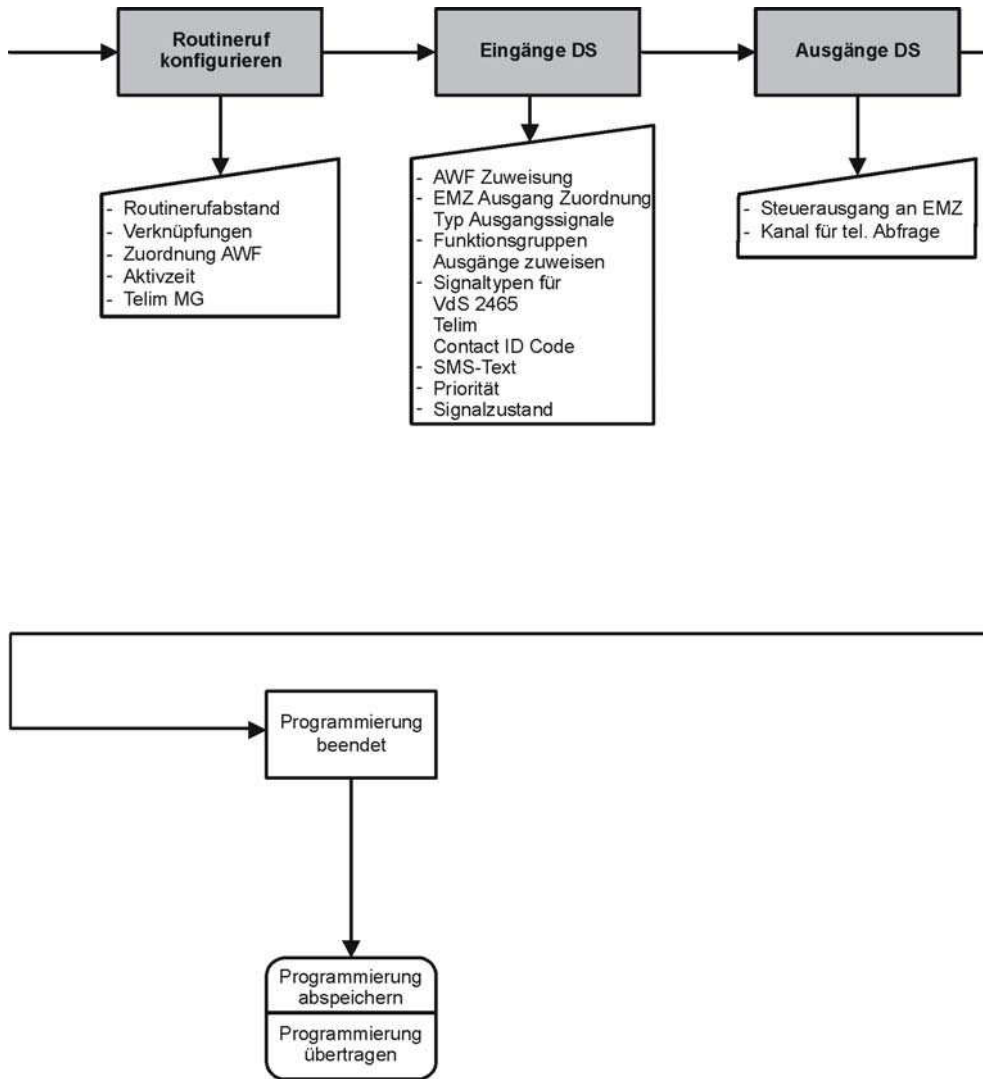 Routineruf
konfigurieren
Eingänge DS
Ausgänge DS
- Routinerufabstand
- Verknüpfungen
- Zuordnung AWF
- Aktivzeit
- Telim MG
- AWF Zuweisung
- EMZ Ausgang Zuordnung
Typ Ausgangssignale
- Funktionsgruppen
Ausgänge zuweisen
- Signaltypen für
VdS 2465
Telim
Contact ID Code
- SMS-Text
- Priorität
- Signalzustand
- Steuerausgang an EMZ
- Kanal für tel. Abfrage
Programmierung
beendet
Programmierung
abspeichern
Programmierung
übertragen